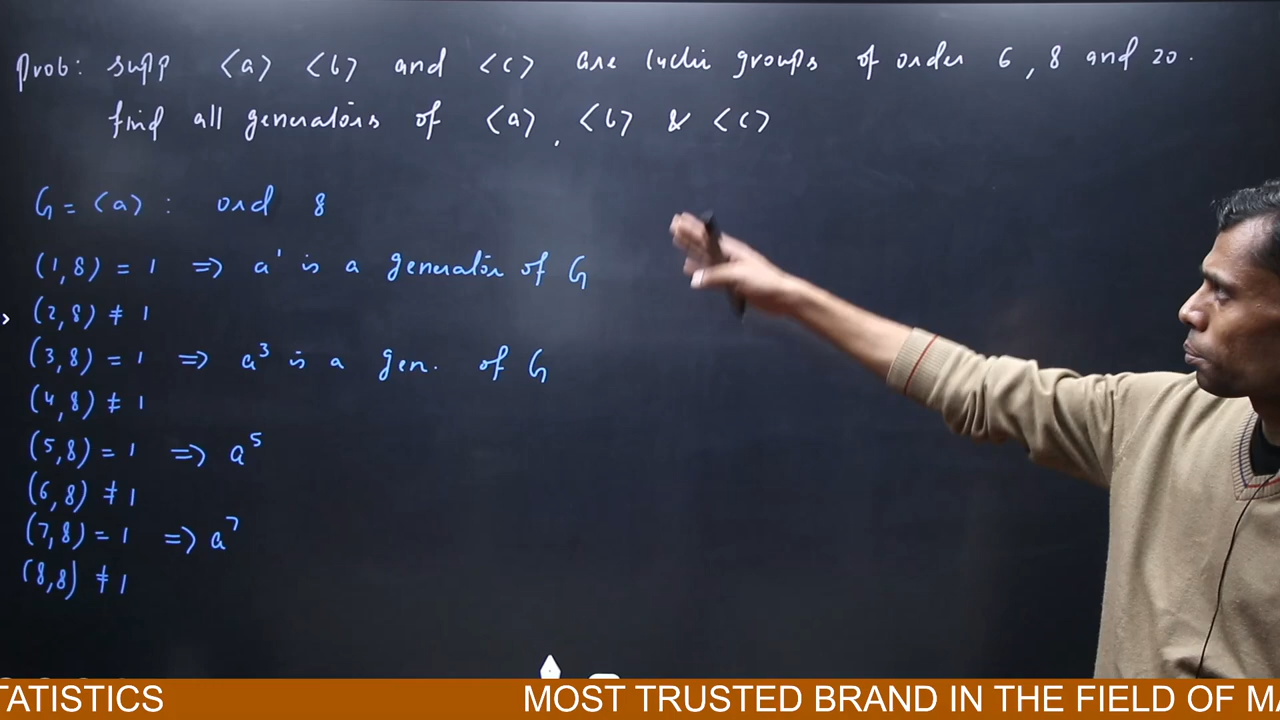 prob: supp <a> <b> and <c> are cyclic groups of order 6, 8 and 20.
find all generators of <a>, <b> & <c>
G = <a> : ord 8
(1,8) = 1 => a¹ is a generator of G
(2,8) ≠ 1
(3,8) = 1 => a³ is a gen. of G
(4,8) ≠ 1
(5,8) = 1 => a⁵
(6,8) ≠ 1
(7,8) = 1 => a⁷
(8,8) ≠ 1
TATISTICS MOST TRUSTED BRAND IN THE FIELD OF MA